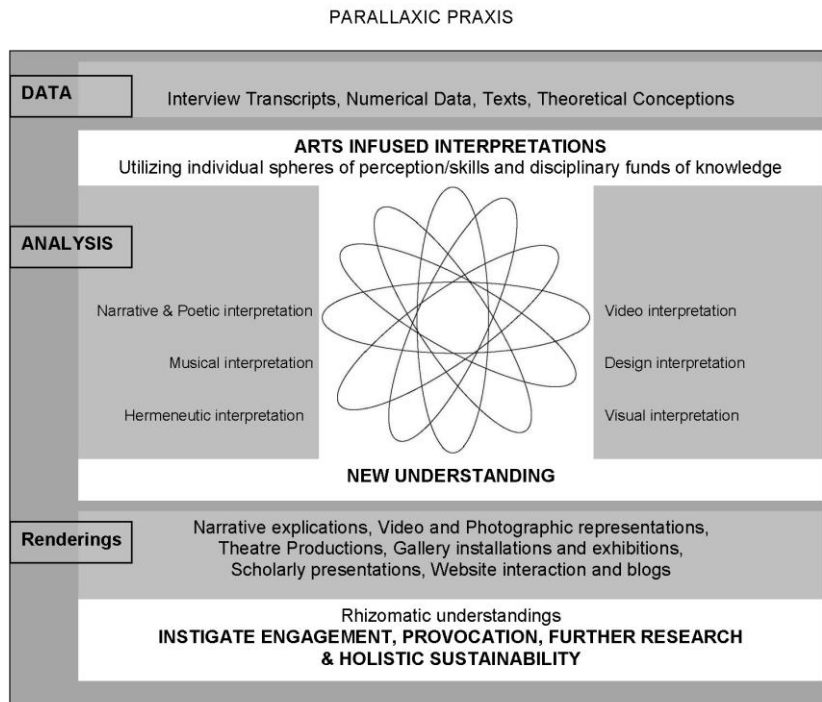 PARALLAXIC PRAXIS
DATA
Interview Transcripts, Numerical Data, Texts, Theoretical Conceptions
ARTS INFUSED INTERPRETATIONS
Utilizing individual spheres of perception/skills and disciplinary funds of knowledge
ANALYSIS
Narrative & Poetic interpretation
Musical interpretation
Hermeneutic interpretation
Video interpretation
Design interpretation
Visual interpretation
NEW UNDERSTANDING
Renderings
Narrative explications, Video and Photographic representations,
Theatre Productions, Gallery installations and exhibitions,
Scholarly presentations, Website interaction and blogs
Rhizomatic understandings
INSTIGATE ENGAGEMENT, PROVOCATION, FURTHER RESEARCH
& HOLISTIC SUSTAINABILITY